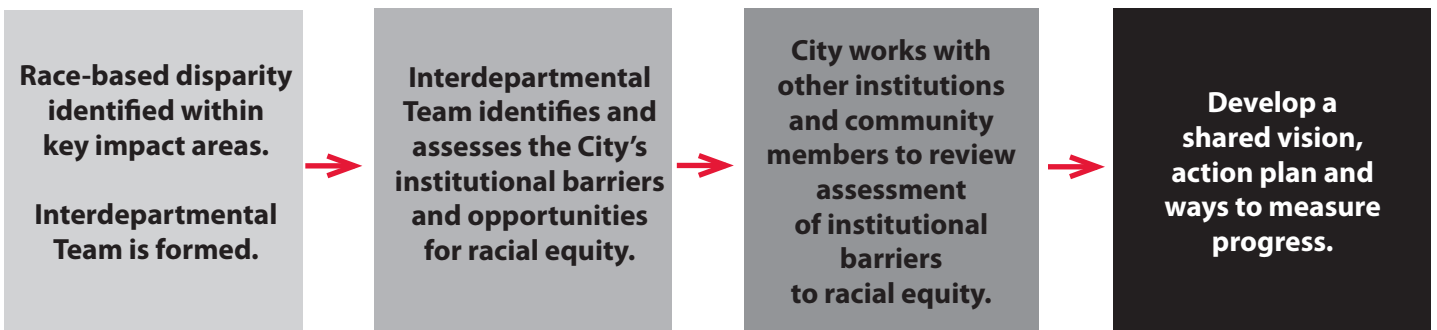 Race-based disparity
identified within
key impact areas.
Interdepartmental
Team is formed.
Interdepartmental
Team identifies and
assesses the City’s
institutional barriers
and opportunities
for racial equity.
City works with
other institutions
and community
members to review
assessment
of institutional
barriers
to racial equity.
Develop a
shared vision,
action plan and
ways to measure
progress.